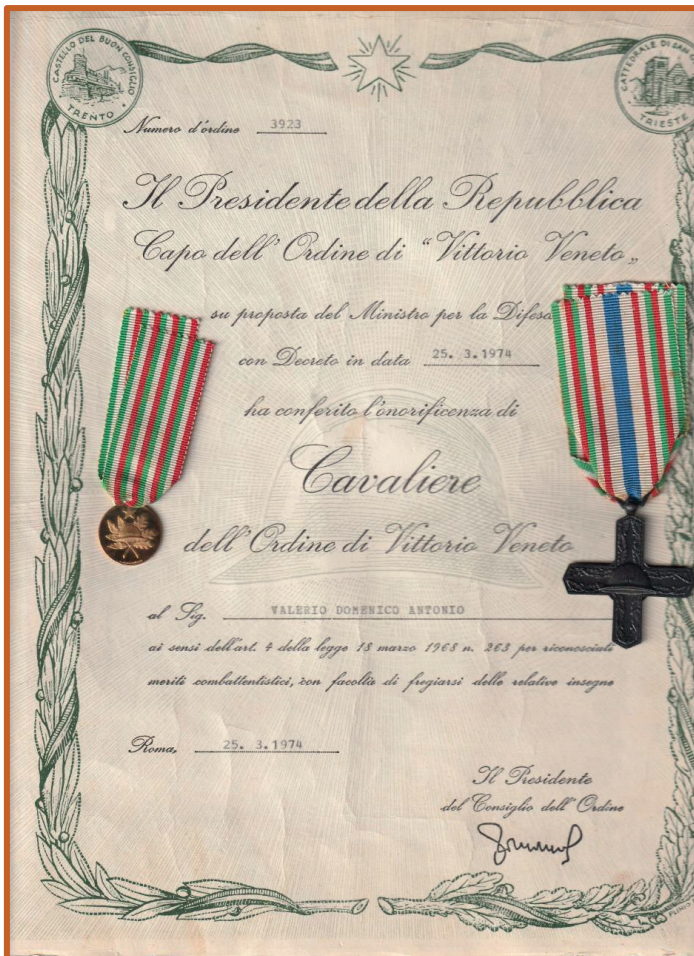 CASTELLO DEL BUON CONSIGLIO
TRENTO
CATTEDRALE DI SAN
TRIESTE
Numero d'ordine 3923
Il Presidente della Repubblica
Capo dell'Ordine di "Vittorio Veneto„
su proposta del Ministro per la Difesa
con Decreto in data 25. 3.1974
ha conferito l'onorificenza di
Cavaliere
dell'Ordine di Vittorio Veneto
al Sig. VALERIO DOMENICO ANTONIO
ai sensi dell'art. 4 della legge 18 marzo 1968 n. 263 per riconosciuti
meriti combattentistici, con facoltà di fregiarsi delle relative insegne
Roma, 25. 3.1974
Il Presidente
del Consiglio dell'Ordine